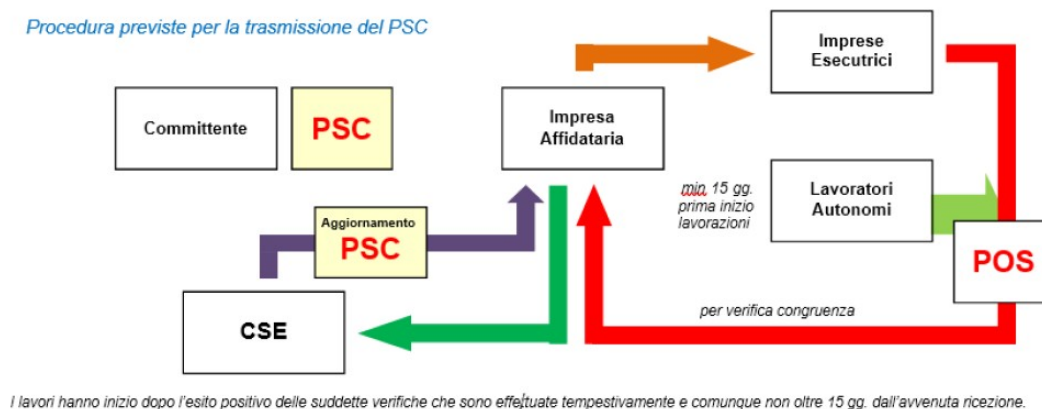 Procedura previste per la trasmissione del PSC
Imprese
Esecutrici
Committente
PSC
Impresa
Affidataria
min. 15 gg.
prima inizio
lavorazioni
Lavoratori
Autonomi
Aggiornamento
PSC
POS
CSE
per verifica congruenza
I lavori hanno inizio dopo l'esito positivo delle suddette verifiche che sono effettuate tempestivamente e comunque non oltre 15 gg. dall'avvenuta ricezione.